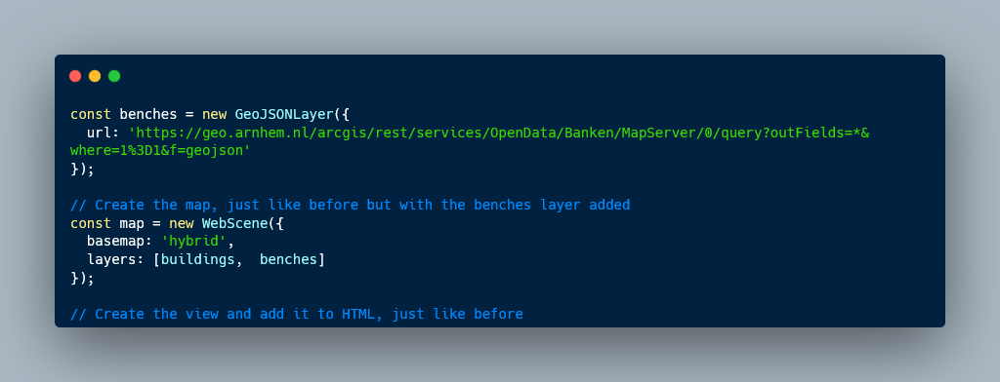 const benches = new GeoJSONLayer({
  url: 'https://geo.arnhem.nl/arcgis/rest/services/OpenData/Banken/MapServer/0/query?outFields=*&
where=1%3D1&f=geojson'
});

// Create the map, just like before but with the benches layer added
const map = new WebScene({
  basemap: 'hybrid',
  layers: [buildings,  benches]
});

// Create the view and add it to HTML, just like before